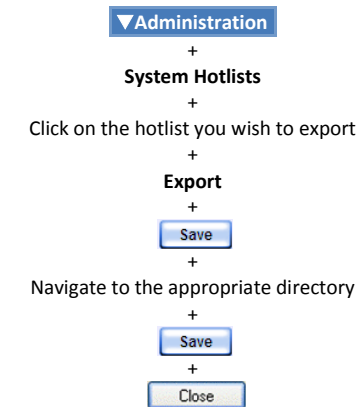 ▼Administration
+
System Hotlists
+
Click on the hotlist you wish to export
+
Export
+
Save
+
Navigate to the appropriate directory
+
Save
+
Close